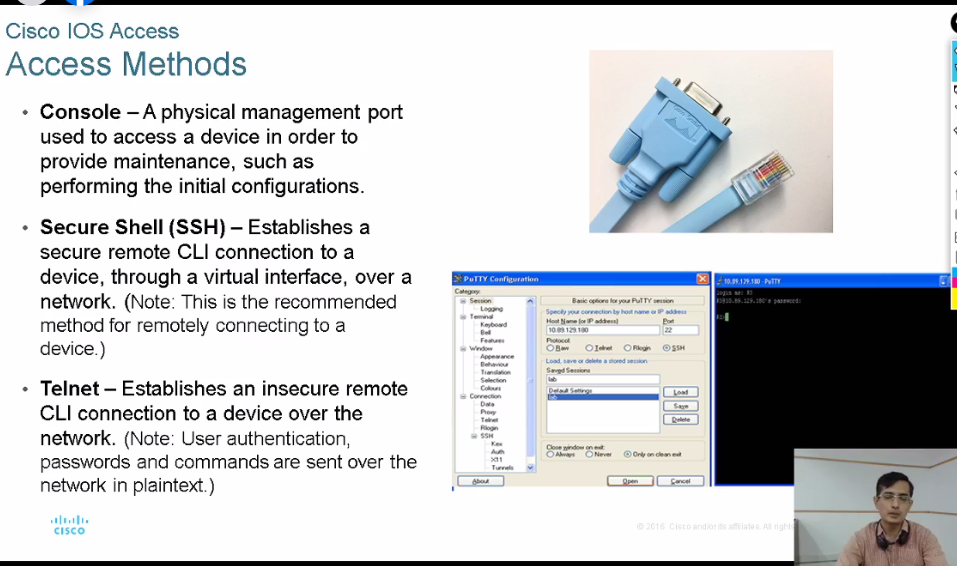 Cisco IOS Access
Access Methods
• Console – A physical management port
used to access a device in order to
provide maintenance, such as
performing the initial configurations.
• Secure Shell (SSH) – Establishes a
secure remote CLI connection to a
device, through a virtual interface, over a
network. (Note: This is the recommended
method for remotely connecting to a
device.)
• Telnet – Establishes an insecure remote
CLI connection to a device over the
network. (Note: User authentication,
passwords and commands are sent over the
network in plaintext.)
CISCO
PuTTY Configuration
Category:
Session
Logging
Terminal
Keyboard
Bell
Features
Window
Appearance
Behaviour
Translation
Selection
Colours
Connection
Data
Proxy
Telnet
Rlogin
SSH
Kex
Auth
X11
Tunnels
Basic options for your PuTTY session
Specify your connection by host name or IP address
Host Name (or IP address) Port
10.89.129.180 22
Protocol:
Raw Telnet Rlogin SSH
Load, save or delete a stored session
Saved Sessions
lab
Default Settings
lab
Load
Save
Delete
Close window on exit:
Always Never Only on clean exit
About Open Cancel
10.89.129.180 - PuTTY
login as: R1
R1@10.89.129.180's password:
R1>
© 2016 Cisco and/or its affiliates. All